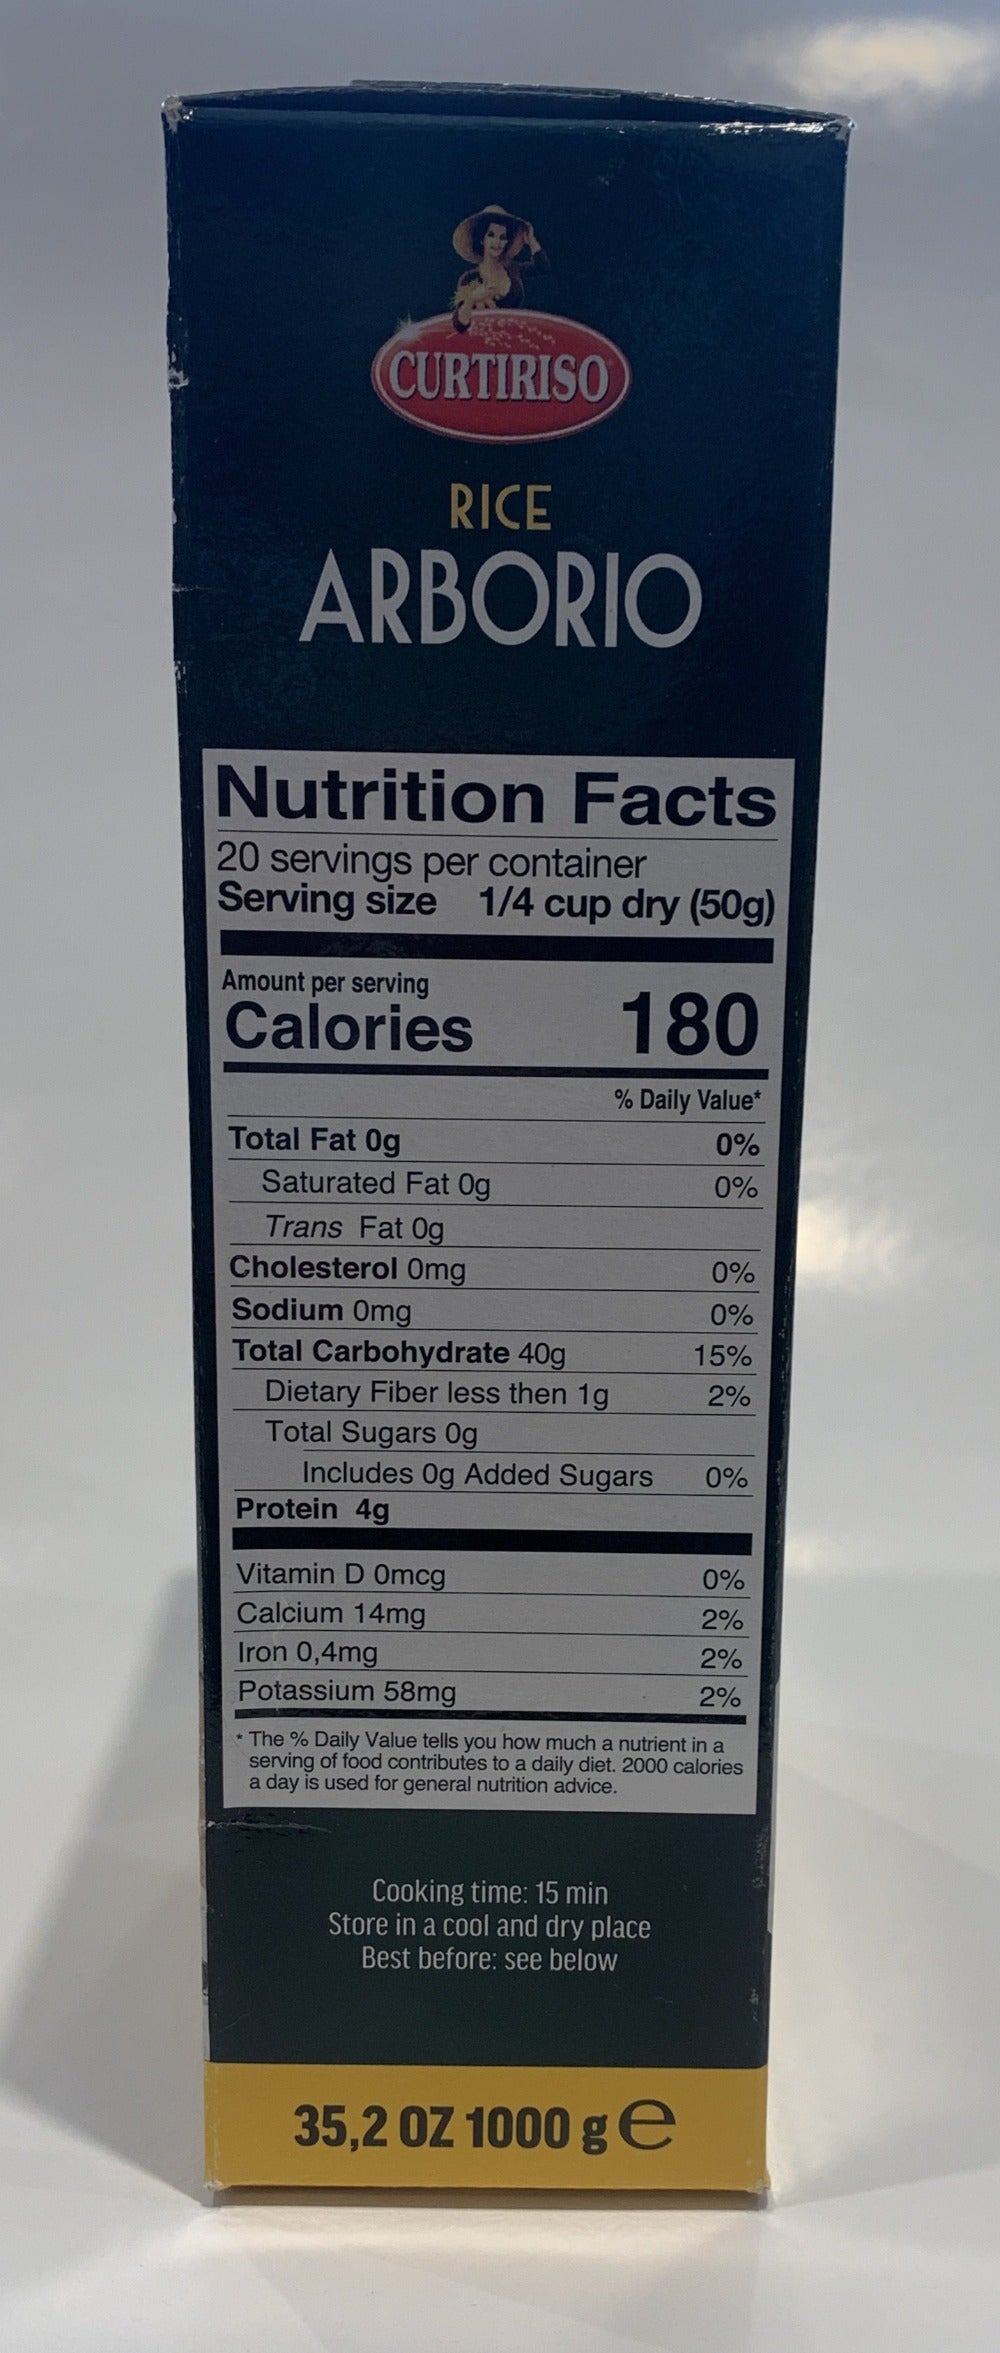 CURTIRISO
RICE
ARBORIO
Nutrition Facts
20 servings per container
Serving size 1/4 cup dry (50g)
Amount per serving
Calories 180
% Daily Value*
Total Fat 0g 0%
Saturated Fat 0g 0%
Trans Fat 0g
Cholesterol 0mg 0%
Sodium 0mg 0%
Total Carbohydrate 40g 15%
Dietary Fiber less then 1g 2%
Total Sugars 0g
Includes 0g Added Sugars 0%
Protein 4g
Vitamin D 0mcg 0%
Calcium 14mg 2%
Iron 0,4mg 2%
Potassium 58mg 2%
* The % Daily Value tells you how much a nutrient in a
serving of food contributes to a daily diet. 2000 calories
a day is used for general nutrition advice.
Cooking time: 15 min
Store in a cool and dry place
Best before: see below
35,2 OZ 1000 g e